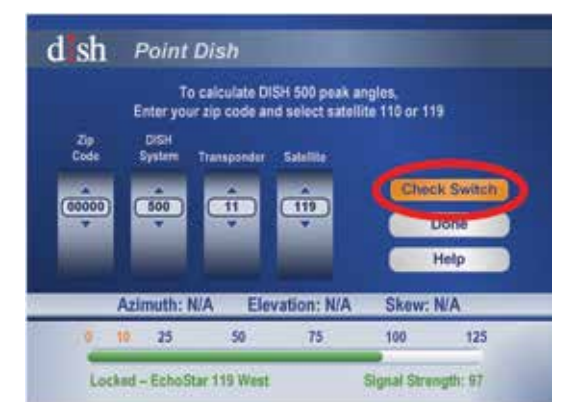 dish Point Dish
To calculate DISH 500 peak angles,
Enter your zip code and select satellite 110 or 119
Zip Code DISH System Transponder Satellite
00000 500 11 119
Check Switch
Done
Help
Azimuth: N/A Elevation: N/A Skew: N/A
0 10 25 50 75 100 125
Locked – EchoStar 119 West Signal Strength: 97